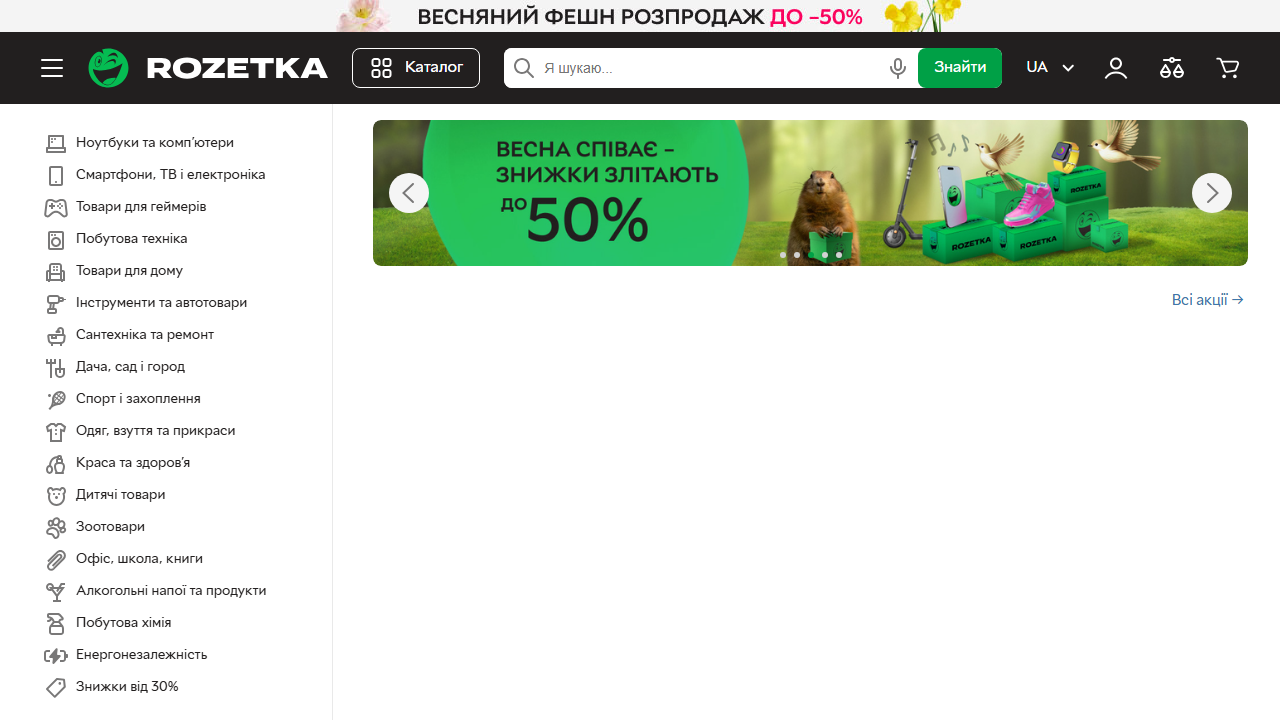 ВЕСНЯНИЙ ФЕШН РОЗПРОДАЖ ДО -50%
ROZETKA
Каталог
Я шукаю...
Знайти
UA
Ноутбуки та комп'ютери
Смартфони, ТВ і електроніка
Товари для геймерів
Побутова техніка
Товари для дому
Інструменти та автотовари
Сантехніка та ремонт
Дача, сад і город
Спорт і захоплення
Одяг, взуття та прикраси
Краса та здоров'я
Дитячі товари
Зоотовари
Офіс, школа, книги
Алкогольні напої та продукти
Побутова хімія
Енергонезалежність
Знижки від 30%
ВЕСНА СПІВАЄ –
ЗНИЖКИ ЗЛІТАЮТЬ
ДО 50%
ROZETKA
ROZETKA
ROZETKA
Всі акції →